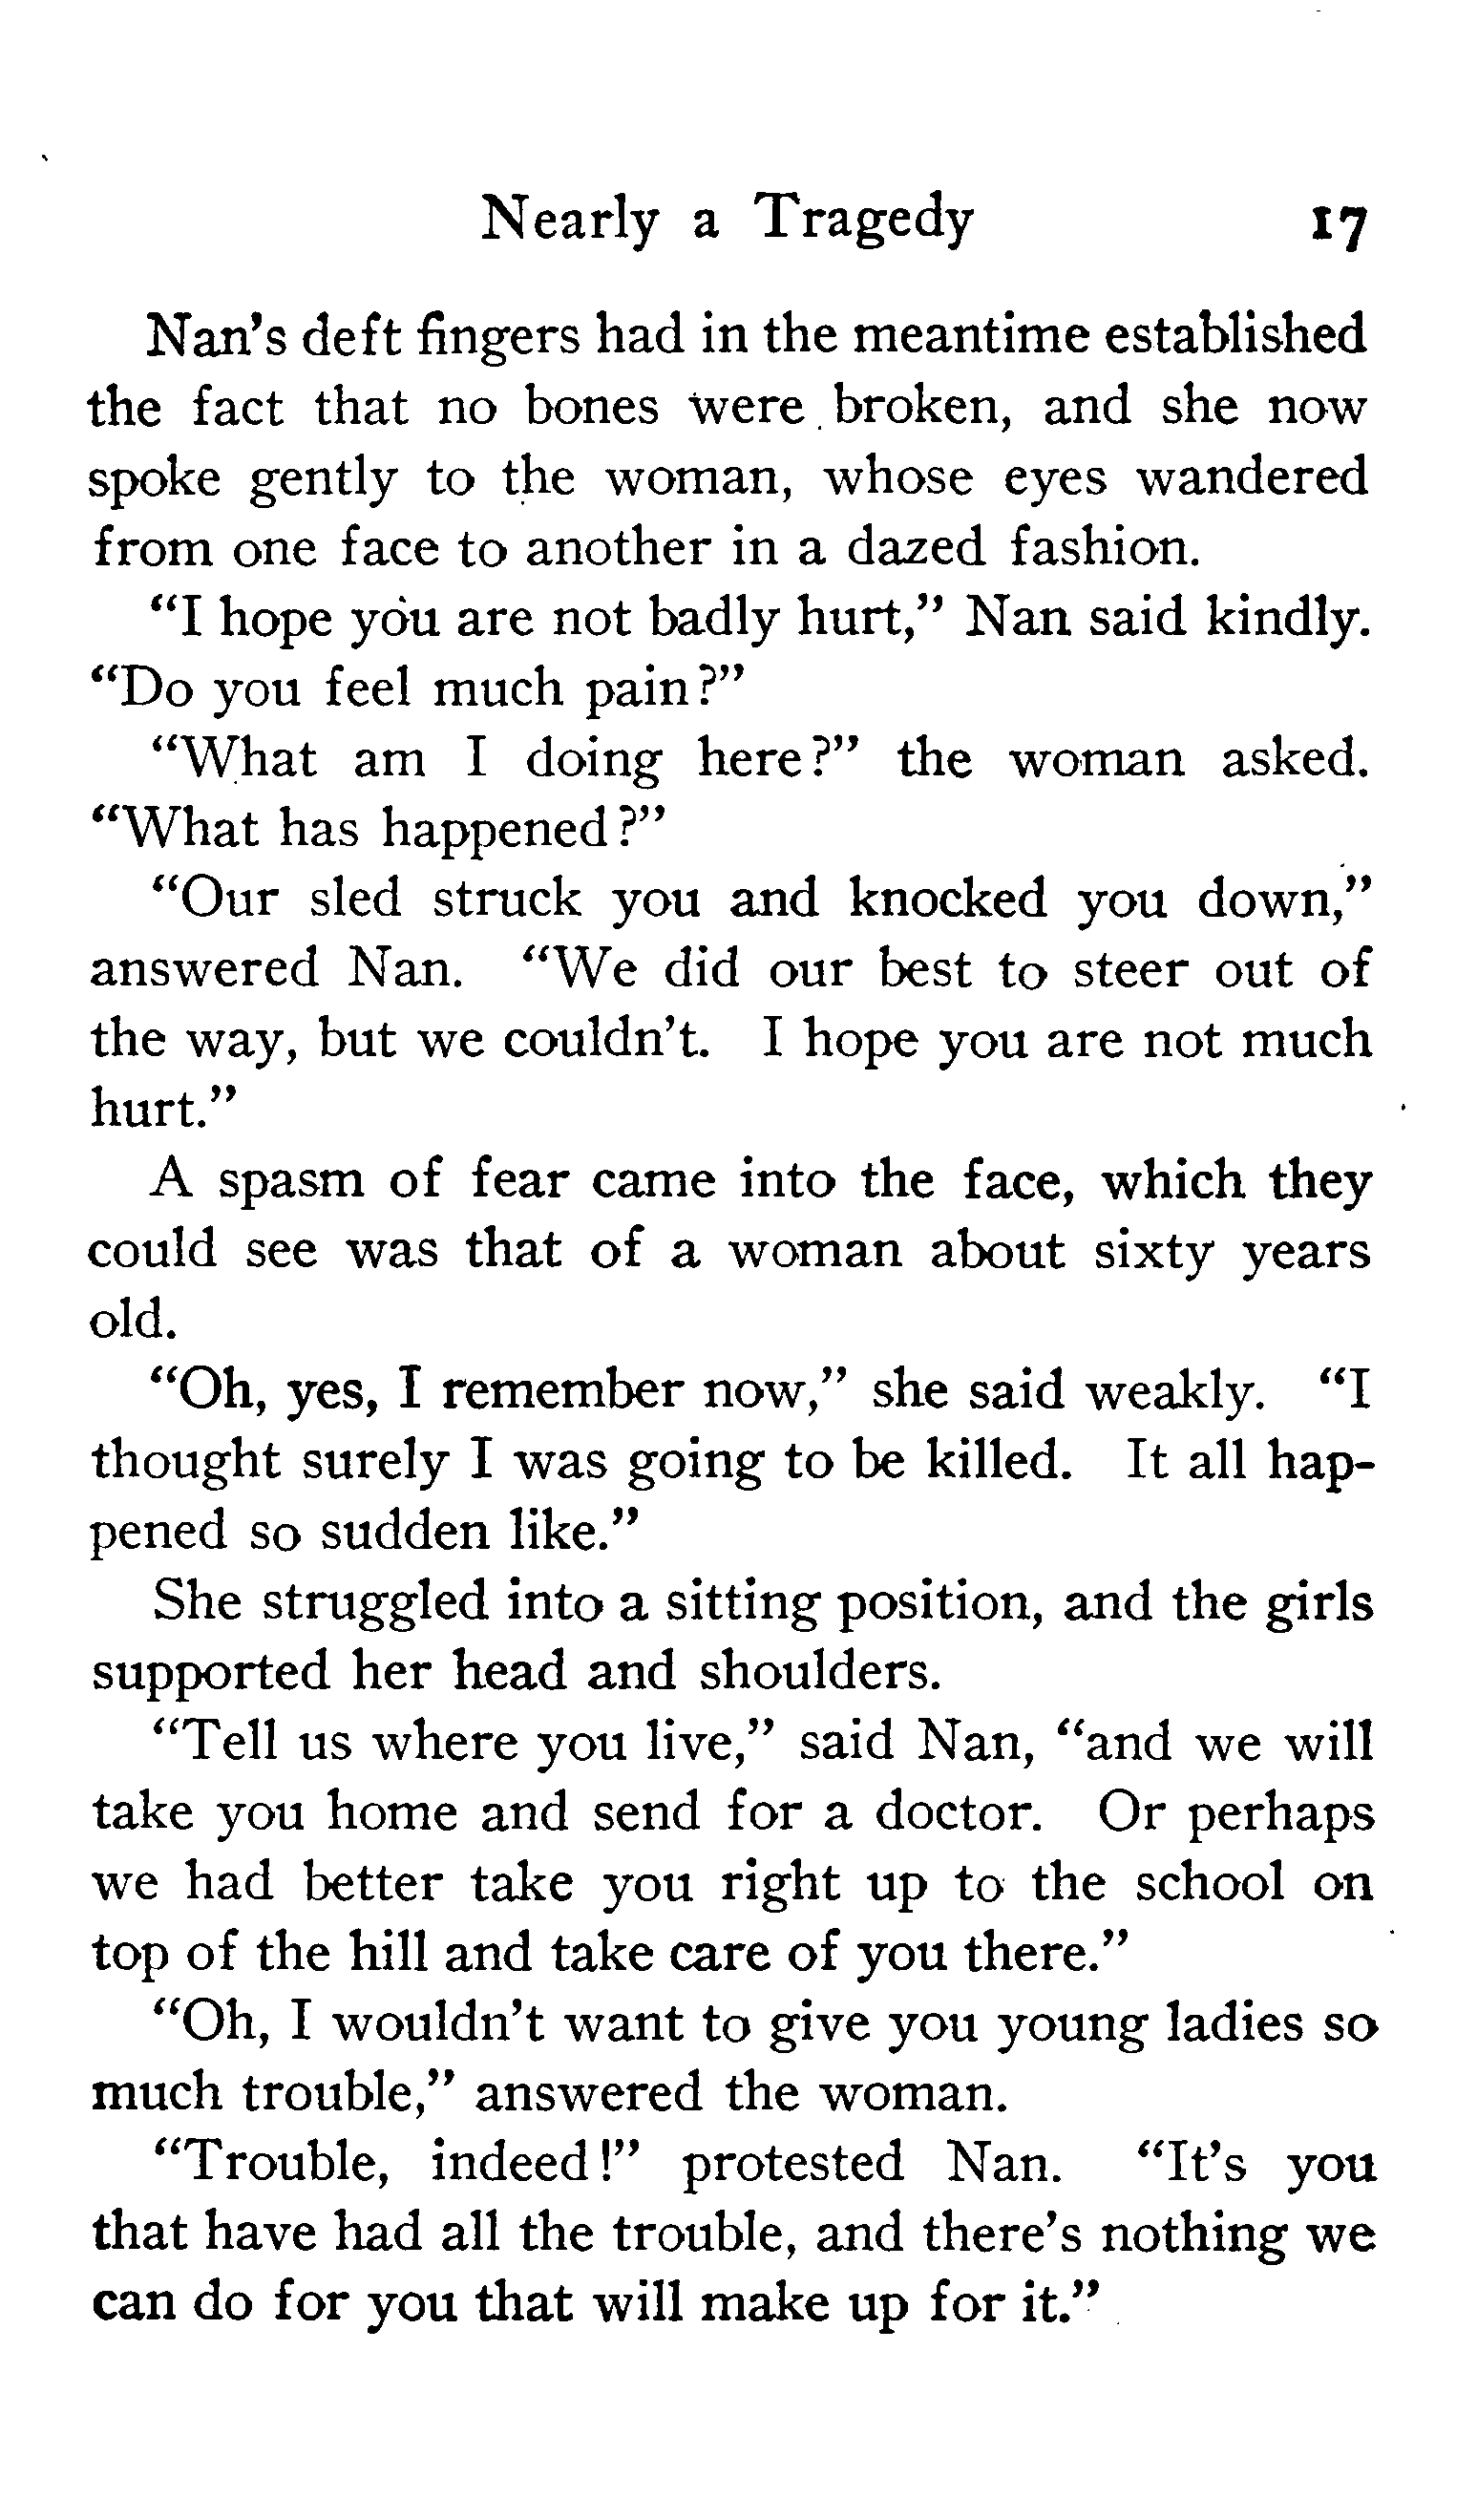 Nearly a Tragedy 17
Nan's deft fingers had in the meantime established
the fact that no bones were broken, and she now
spoke gently to the woman, whose eyes wandered
from one face to another in a dazed fashion.
"I hope you are not badly hurt," Nan said kindly.
"Do you feel much pain?"
"What am I doing here?" the woman asked.
"What has happened?"
"Our sled struck you and knocked you down,"
answered Nan. "We did our best to steer out of
the way, but we couldn't. I hope you are not much
hurt."
A spasm of fear came into the face, which they
could see was that of a woman about sixty years
old.
"Oh, yes, I remember now," she said weakly. "I
thought surely I was going to be killed. It all hap-
pened so sudden like."
She struggled into a sitting position, and the girls
supported her head and shoulders.
"Tell us where you live," said Nan, "and we will
take you home and send for a doctor. Or perhaps
we had better take you right up to the school on
top of the hill and take care of you there."
"Oh, I wouldn't want to give you young ladies so
much trouble," answered the woman.
"Trouble, indeed!" protested Nan. "It's you
that have had all the trouble, and there's nothing we
can do for you that will make up for it."